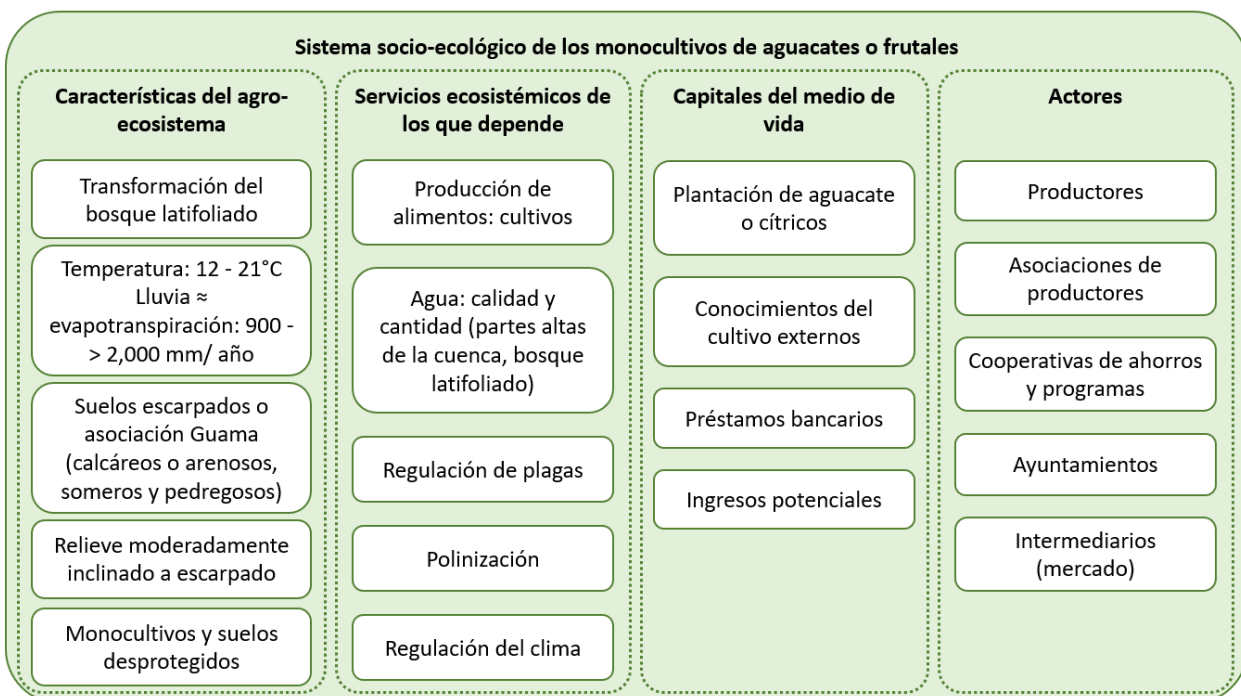 Sistema socio-ecológico de los monocultivos de aguacates o frutales
Características del agro-
ecosistema
Transformación del
bosque latifoliado
Temperatura: 12 - 21°C
Lluvia ≈
evapotranspiración: 900 -
> 2,000 mm/ año
Suelos escarpados o
asociación Guama
(calcáreos o arenosos,
someros y pedregosos)
Relieve moderadamente
inclinado a escarpado
Monocultivos y suelos
desprotegidos
Servicios ecosistémicos de
los que depende
Producción de
alimentos: cultivos
Agua: calidad y
cantidad (partes altas
de la cuenca, bosque
latifoliado)
Regulación de plagas
Polinización
Regulación del clima
Capitales del medio de
vida
Plantación de aguacate
o cítricos
Conocimientos del
cultivo externos
Préstamos bancarios
Ingresos potenciales
Actores
Productores
Asociaciones de
productores
Cooperativas de ahorros
y programas
Ayuntamientos
Intermediarios
(mercado)